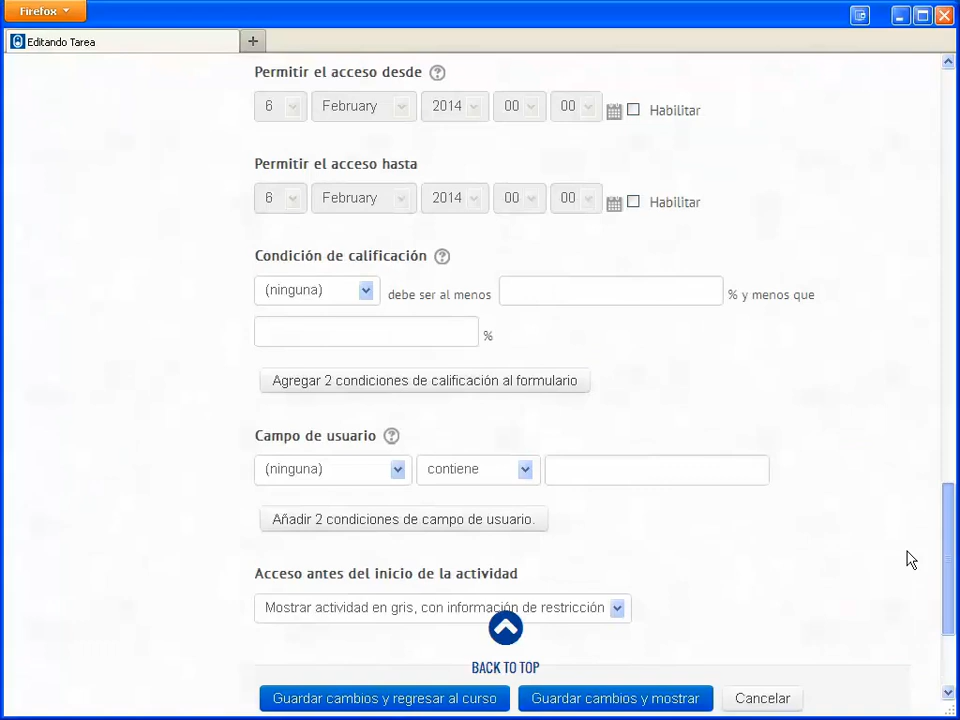 Firefox
Editando Tarea
Permitir el acceso desde
6 February 2014 00 00 Habilitar
Permitir el acceso hasta
6 February 2014 00 00 Habilitar
Condición de calificación
(ninguna) debe ser al menos % y menos que
%
Agregar 2 condiciones de calificación al formulario
Campo de usuario
(ninguna) contiene
Añadir 2 condiciones de campo de usuario.
Acceso antes del inicio de la actividad
Mostrar actividad en gris, con información de restricción
BACK TO TOP
Guardar cambios y regresar al curso Guardar cambios y mostrar Cancelar